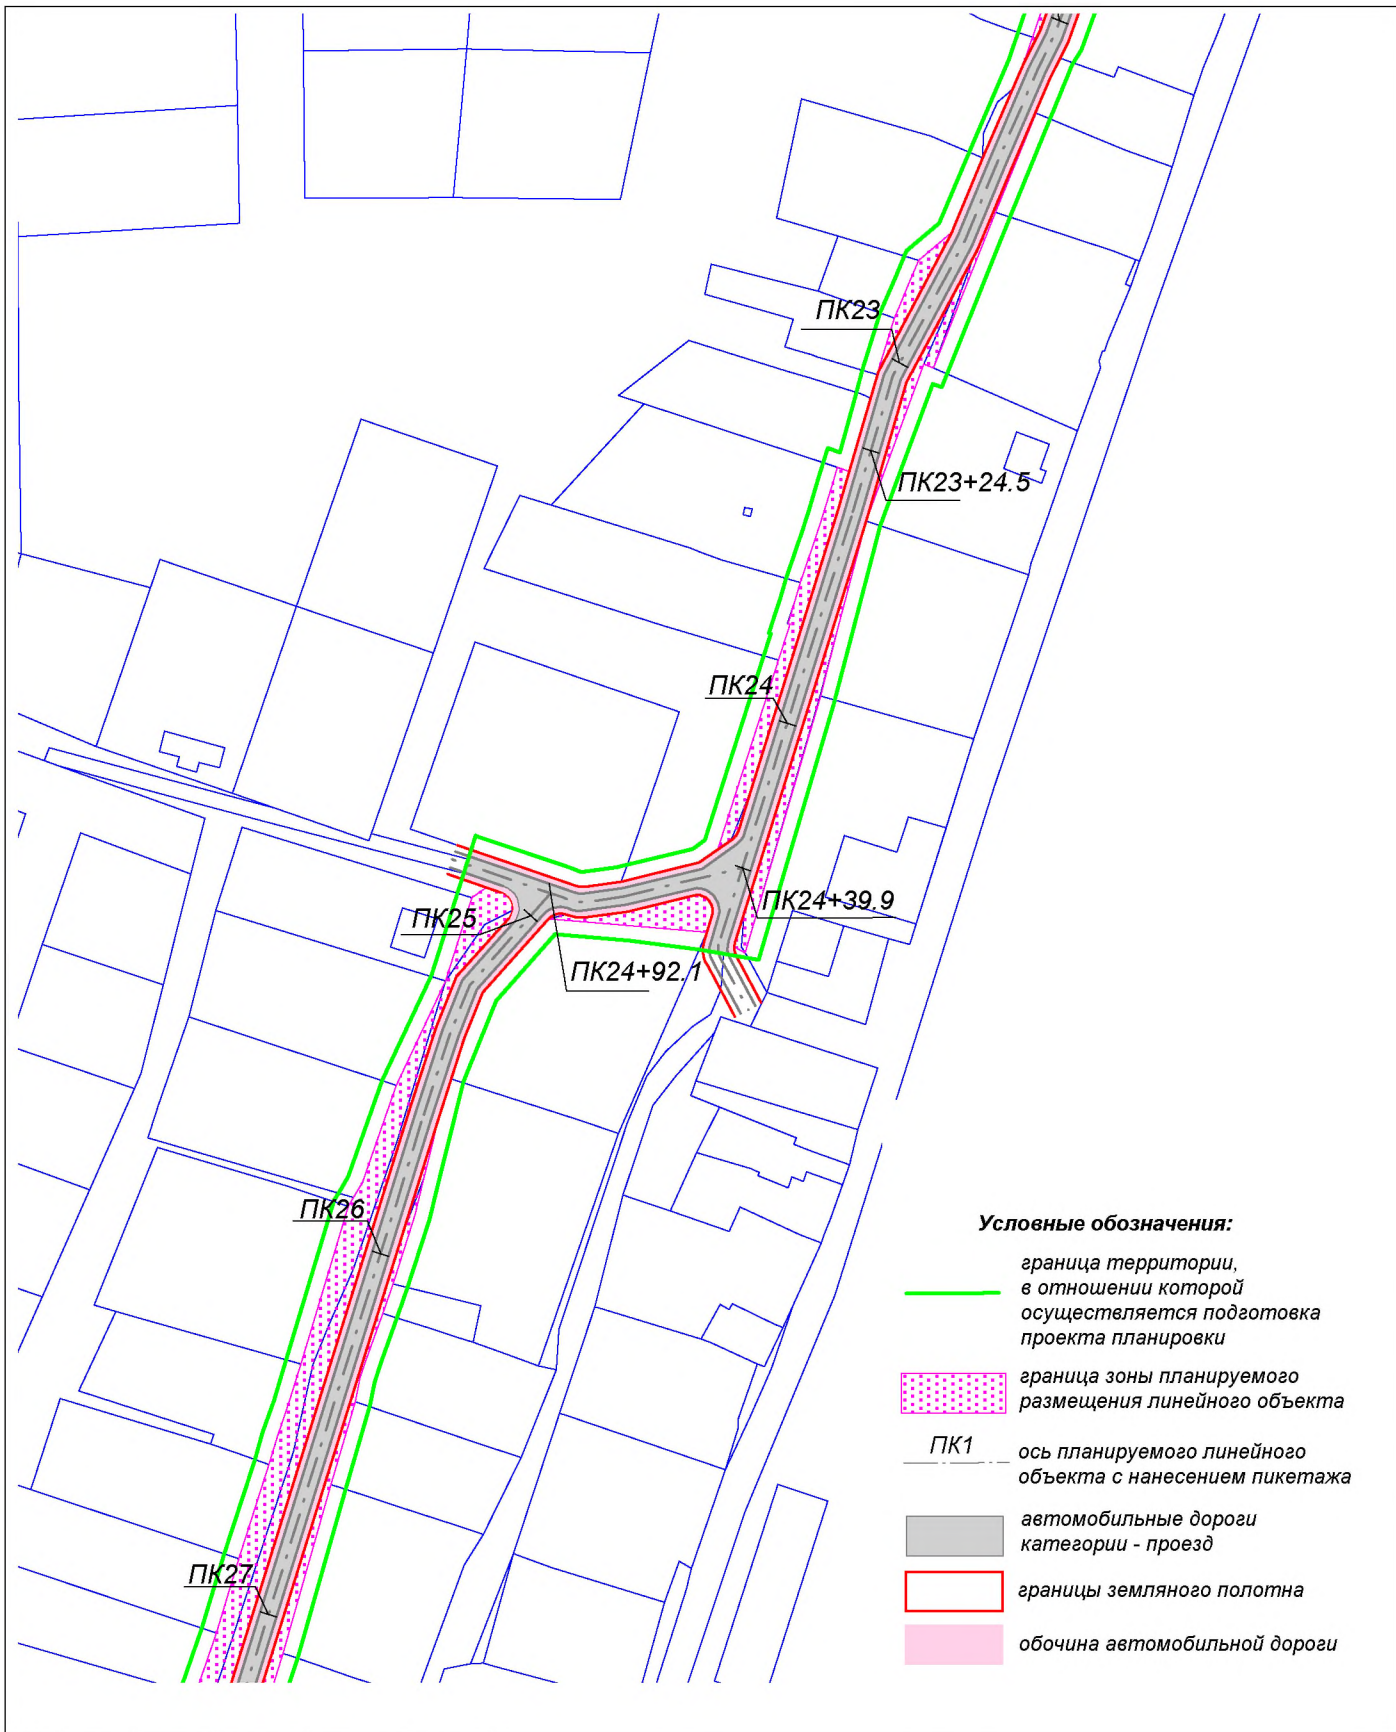 ПК23
ПК23+24.5
ПК24
ПК24+39.9
ПК25
ПК24+92.1
ПК26
ПК27
Условные обозначения:
граница территории,
в отношении которой
осуществляется подготовка
проекта планировки
граница зоны планируемого
размещения линейного объекта
ПК1
ось планируемого линейного
объекта с нанесением пикетажа
автомобильные дороги
категории - проезд
границы земляного полотна
обочина автомобильной дороги